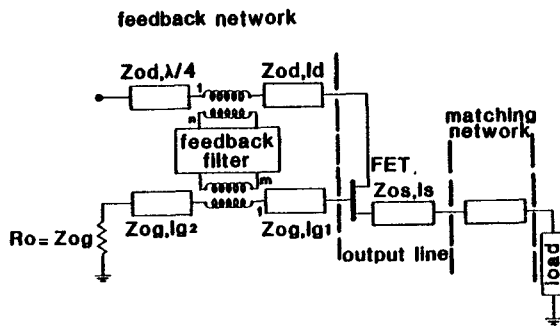 feedback network
Zod,λ/4
1
Zod,ld
n
feedback
filter
m
1
matching
network
FET.
Zos,ls
Ro=Zog
Zog,lg2
Zog,lg1
output line
load